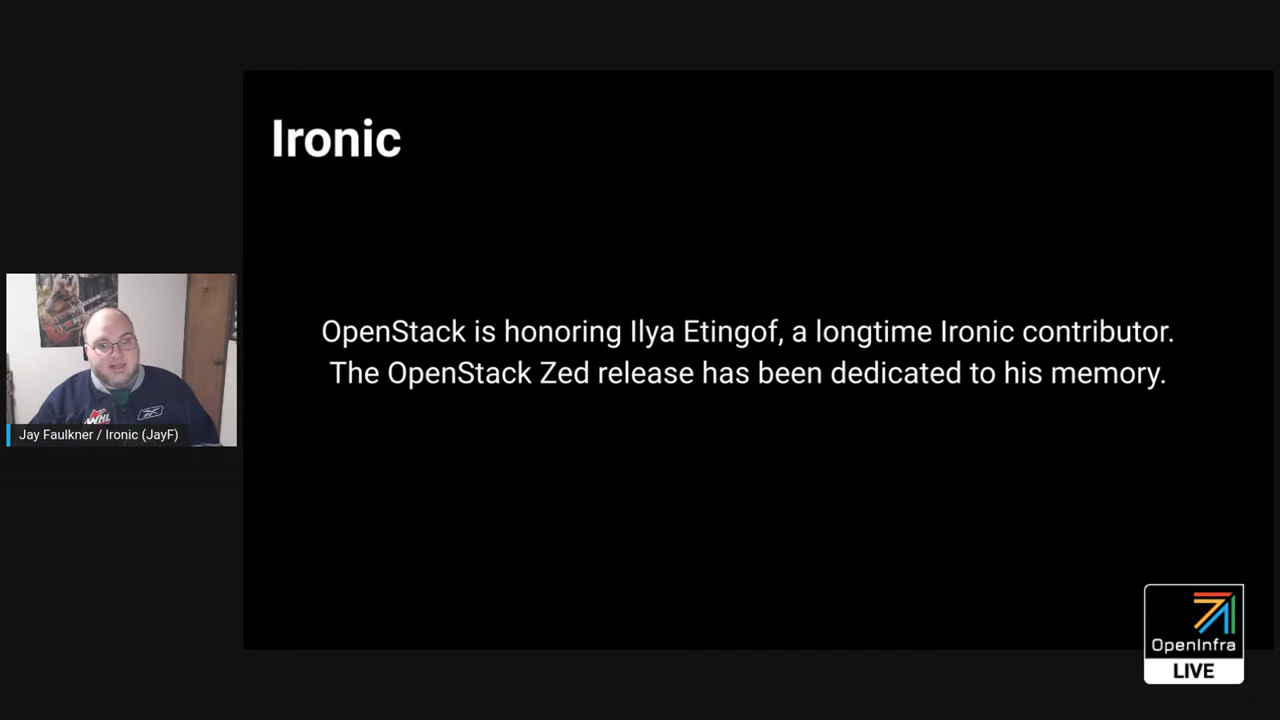 Ironic
OpenStack is honoring Ilya Etingof, a longtime Ironic contributor.
The OpenStack Zed release has been dedicated to his memory.
WHL
Jay Faulkner / Ironic (JayF)
OpenInfra
LIVE